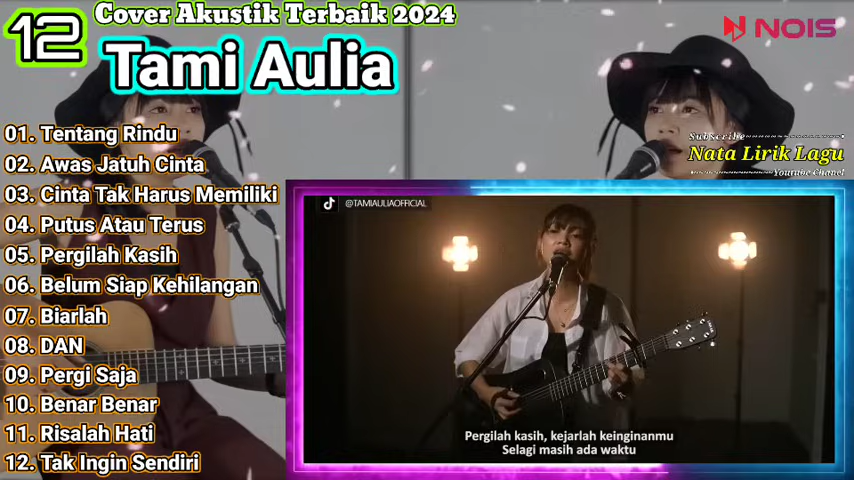 12
Cover Akustik Terbaik 2024
Tami Aulia
NOIS
SubScribe
Nata Lirik Lagu
Youtube Chanel
01. Tentang Rindu
02. Awas Jatuh Cinta
03. Cinta Tak Harus Memiliki
04. Putus Atau Terus
05. Pergilah Kasih
06. Belum Siap Kehilangan
07. Biarlah
08. DAN
09. Pergi Saja
10. Benar Benar
11. Risalah Hati
12. Tak Ingin Sendiri
@TAMIAULIAOFFICIAL
Pergilah kasih, kejarlah keinginanmu
Selagi masih ada waktu